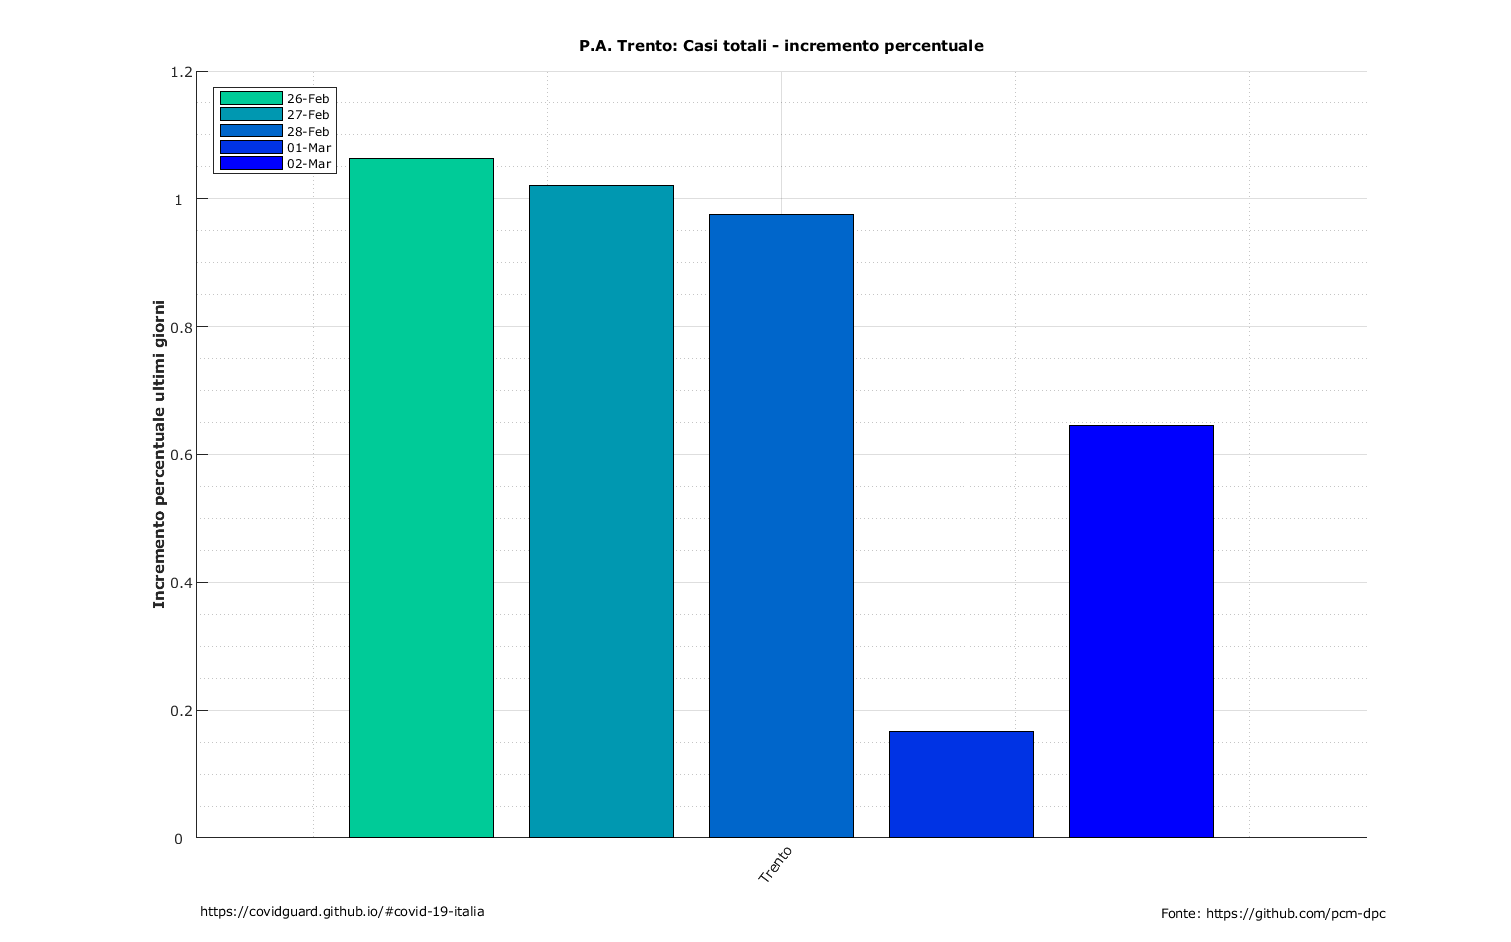 P.A. Trento: Casi totali - incremento percentuale
26-Feb
27-Feb
28-Feb
01-Mar
02-Mar
Incremento percentuale ultimi giorni
1.2
1
0.8
0.6
0.4
0.2
0
Trento
https://covidguard.github.io/#covid-19-italia
Fonte: https://github.com/pcm-dpc